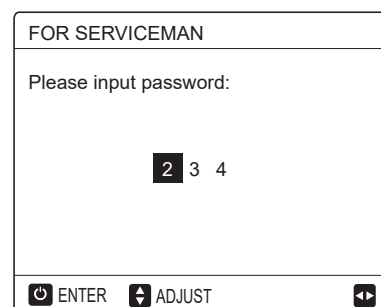 FOR SERVICEMAN
Please input password:
2 3 4
ENTER ADJUST